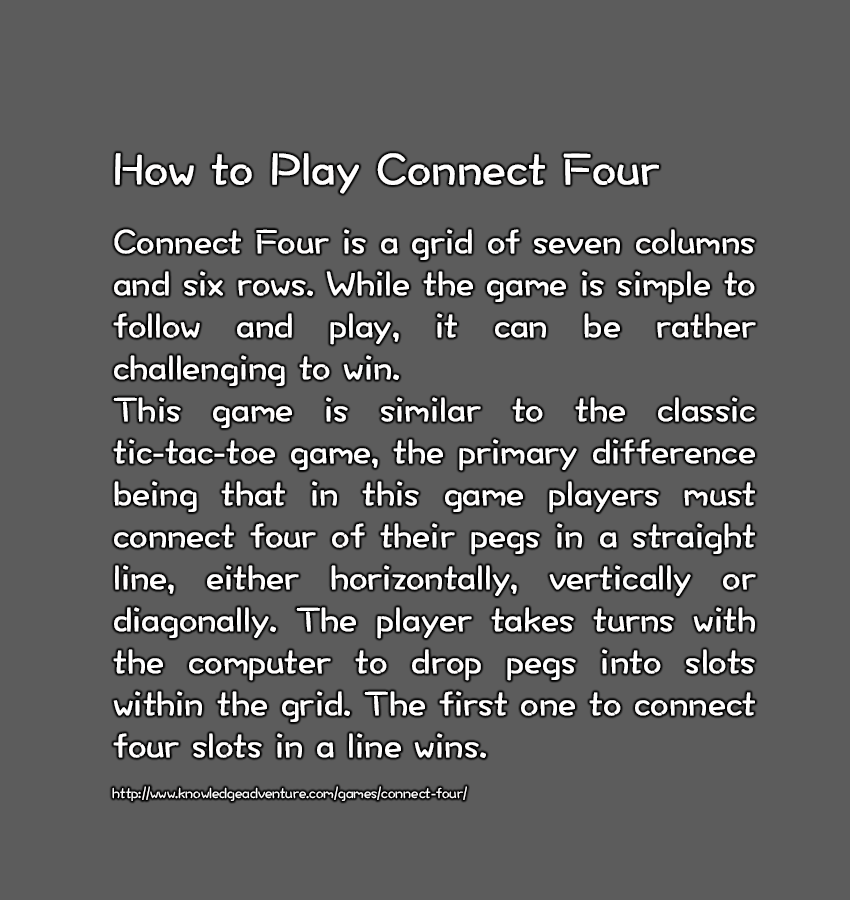 How to Play Connect Four
Connect Four is a grid of seven columns
and six rows. While the game is simple to
follow and play, it can be rather
challenging to win.
This game is similar to the classic
tic-tac-toe game, the primary difference
being that in this game players must
connect four of their pegs in a straight
line, either horizontally, vertically or
diagonally. The player takes turns with
the computer to drop pegs into slots
within the grid. The first one to connect
four slots in a line wins.
http://www.knowledgeadventure.com/games/connect-four/